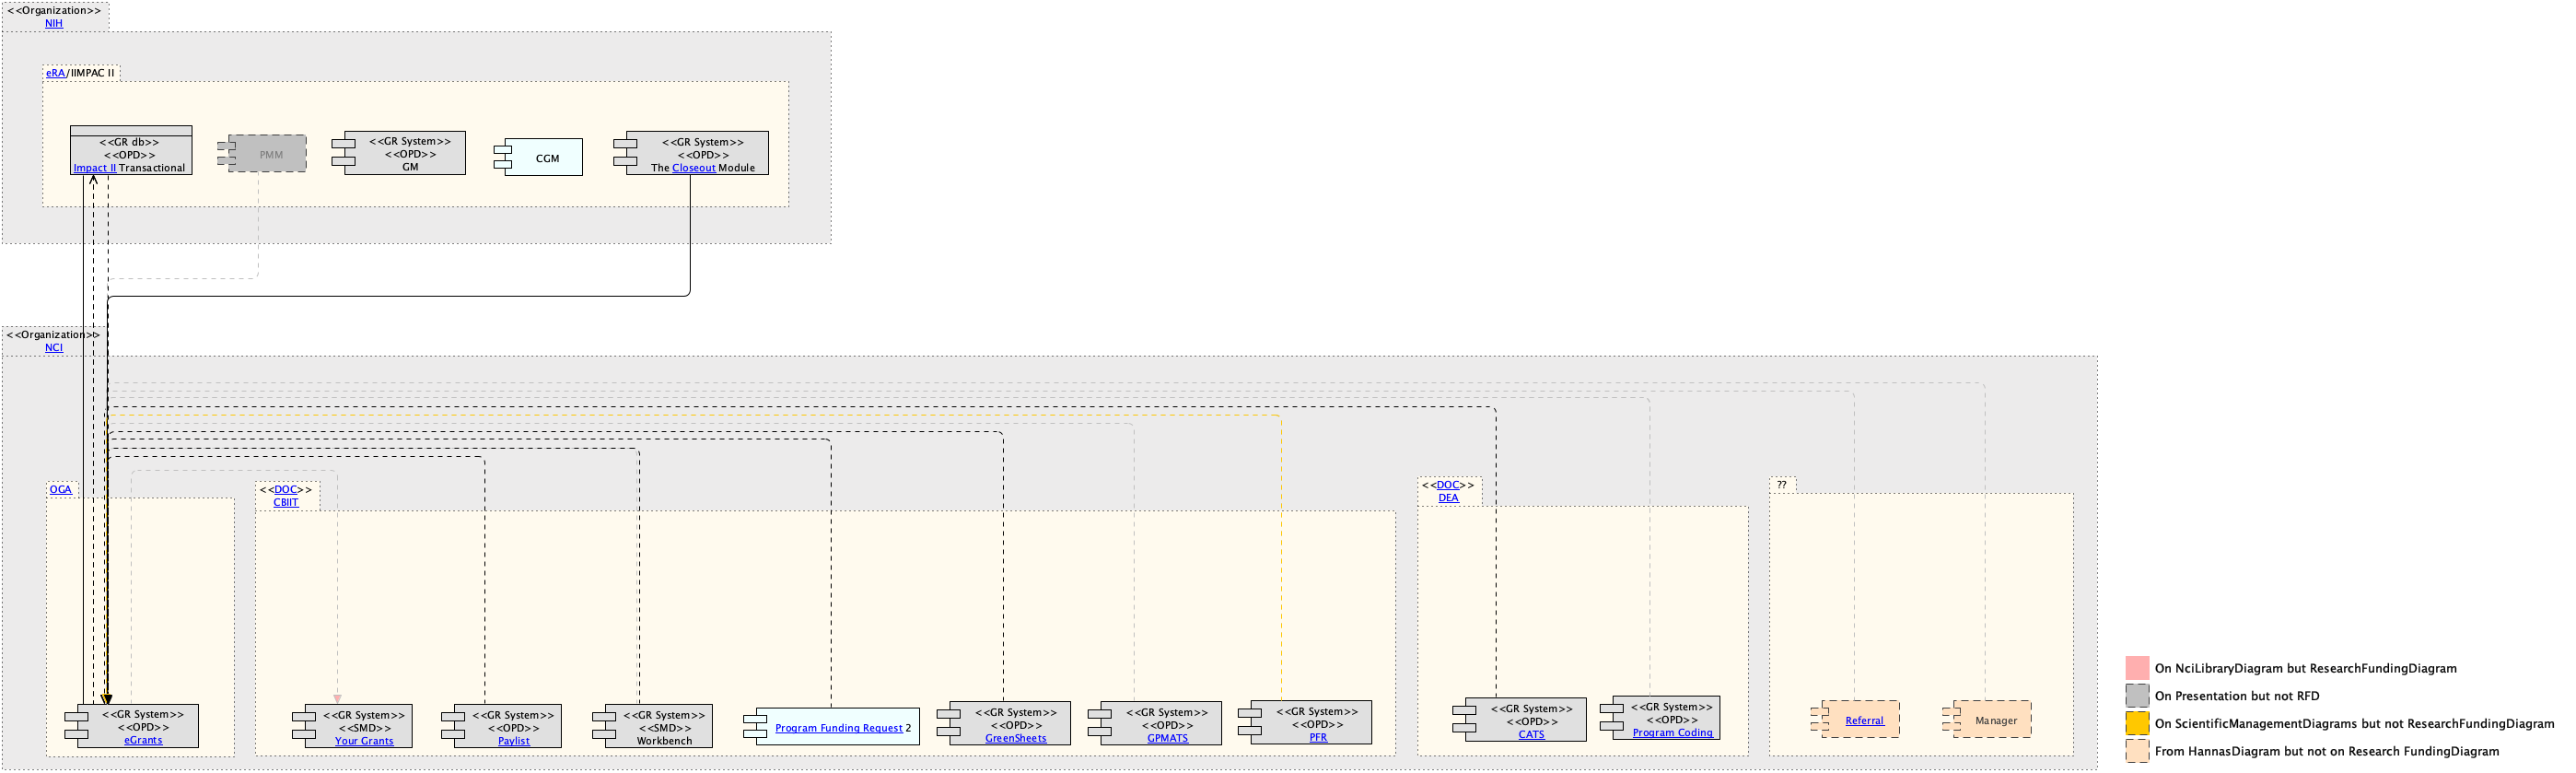 <<Organization>>
NIH
eRA/IIMPAC II
<<GR db>>
<<OPD>>
Impact II Transactional
PMM
<<GR System>>
<<OPD>>
GM
CGM
<<GR System>>
<<OPD>>
The Closeout Module
<<Organization>>
NCI
OGA
<<GR System>>
<<OPD>>
eGrants
<<DOC>>
CBIIT
<<GR System>>
<<SMD>>
Your Grants
<<GR System>>
<<OPD>>
Paylist
<<GR System>>
<<SMD>>
Workbench
Program Funding Request 2
<<GR System>>
<<OPD>>
GreenSheets
<<GR System>>
<<OPD>>
GPMATS
<<GR System>>
<<OPD>>
PFR
<<DOC>>
DEA
<<GR System>>
<<OPD>>
CATS
<<GR System>>
<<OPD>>
Program Coding
??
Referral
Manager
On NciLibraryDiagram but ResearchFundingDiagram
On Presentation but not RFD
On ScientificManagementDiagrams but not ResearchFundingDiagram
From HannasDiagram but not on Research FundingDiagram